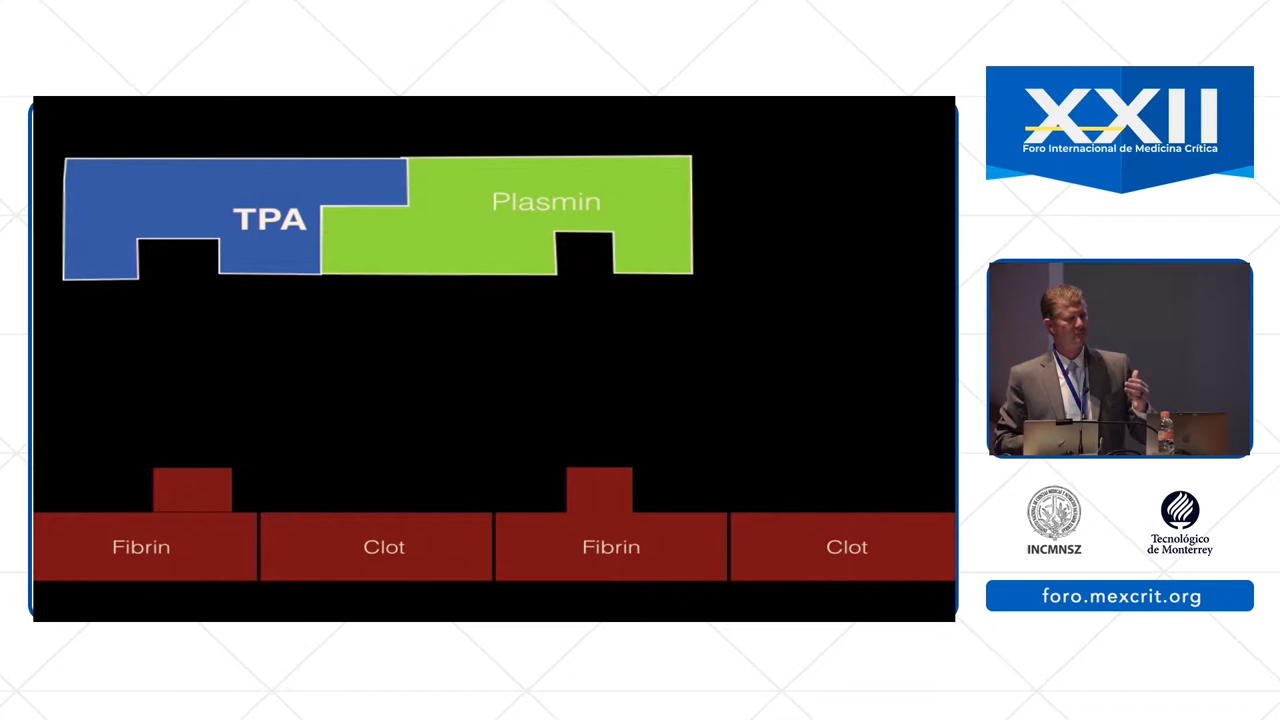 TPA
Plasmin
Fibrin
Clot
Fibrin
Clot
XXII
Foro Internacional de Medicina Crítica
INCMNSZ
Tecnológico
de Monterrey
foro.mexcrit.org